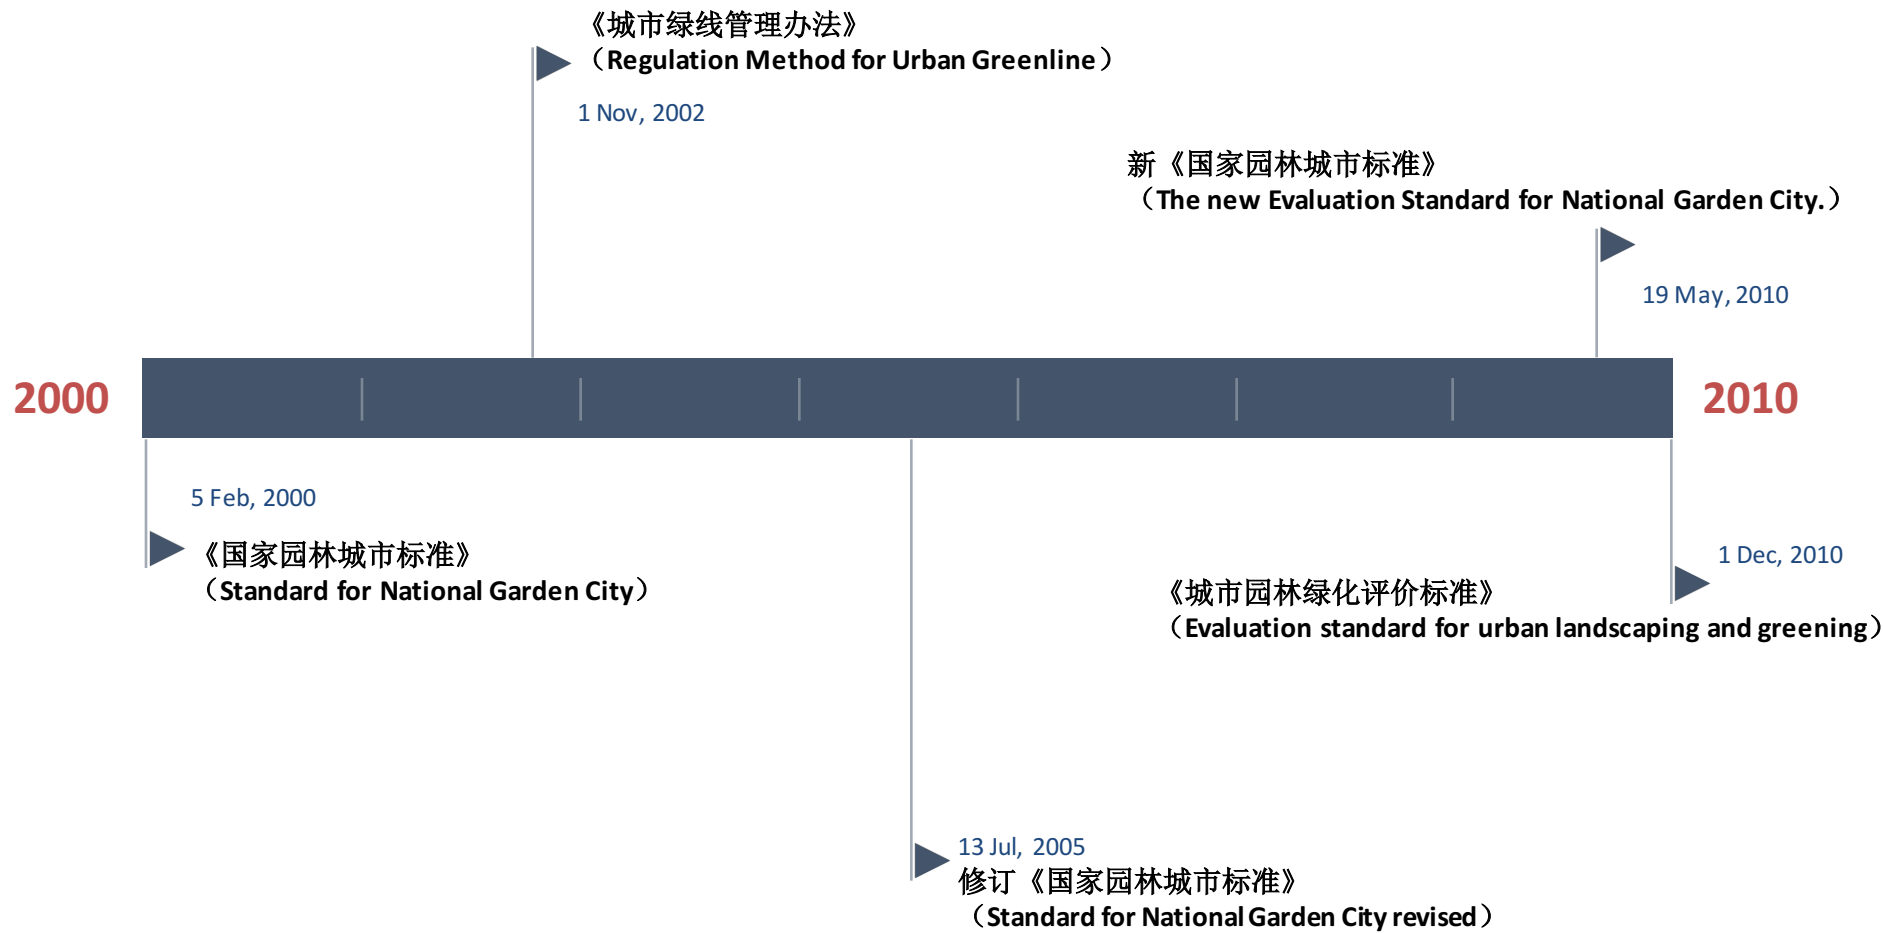 《城市绿线管理办法》
（Regulation Method for Urban Greenline）
1 Nov, 2002
新《国家园林城市标准》
（The new Evaluation Standard for National Garden City.）
19 May, 2010
2000
2010
5 Feb, 2000
《国家园林城市标准》
（Standard for National Garden City）
1 Dec, 2010
《城市园林绿化评价标准》
（Evaluation standard for urban landscaping and greening）
13 Jul, 2005
修订《国家园林城市标准》
（Standard for National Garden City revised）